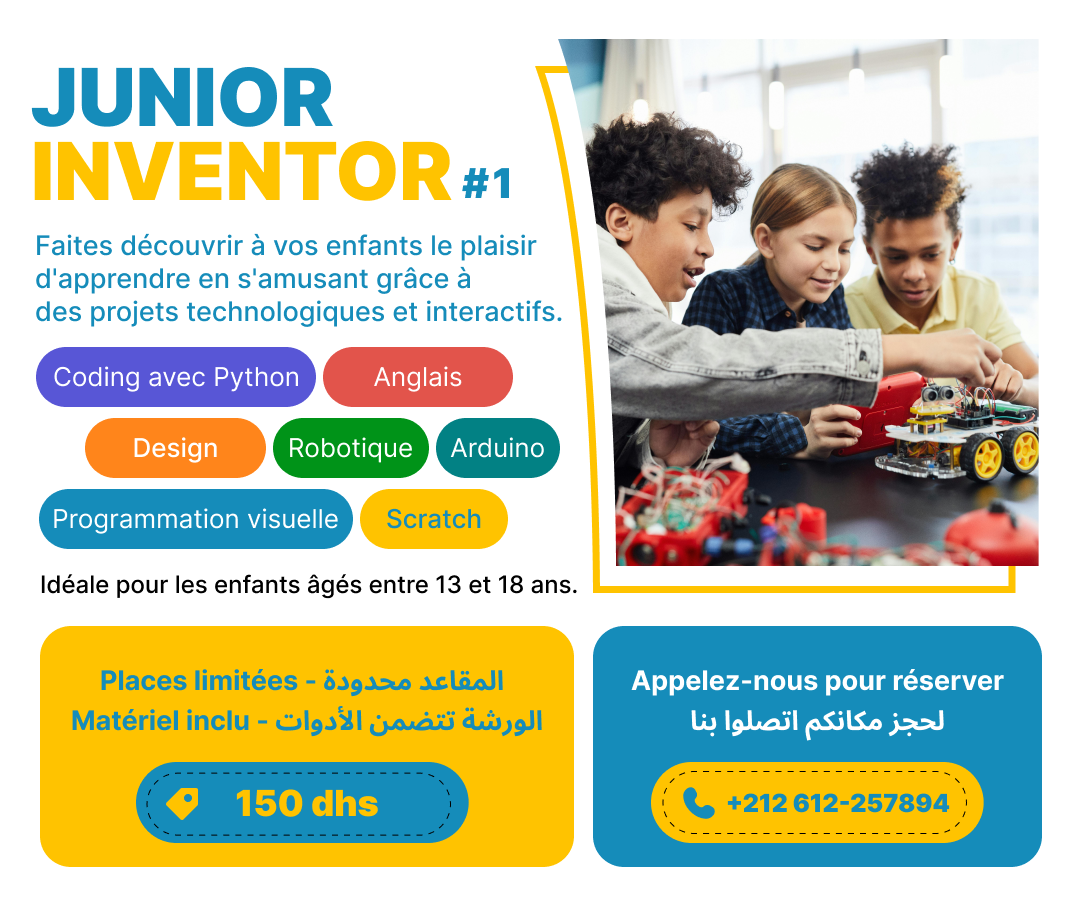 JUNIOR
INVENTOR #1
Faites découvrir à vos enfants le plaisir
d'apprendre en s'amusant grâce à
des projets technologiques et interactifs.
Coding avec Python
Anglais
Design
Robotique
Arduino
Programmation visuelle
Scratch
Idéale pour les enfants âgés entre 13 et 18 ans.
Places limitées - المقاعد محدودة
Matériel inclu - الورشة تتضمن الأدوات
150 dhs
Appelez-nous pour réserver
لحجز مكانكم اتصلوا بنا
+212 612-257894